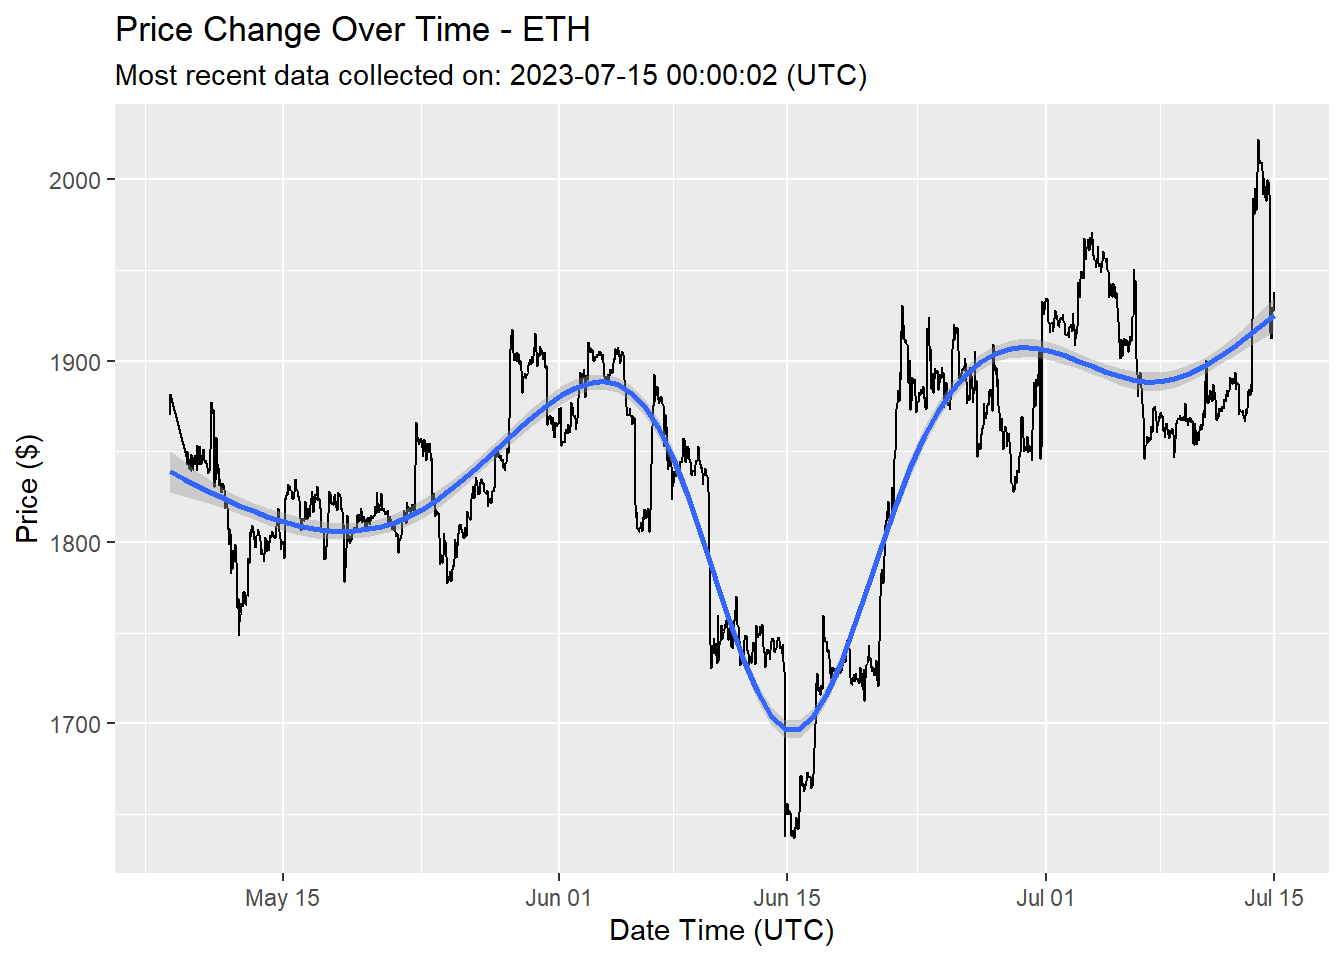 Price Change Over Time - ETH
Most recent data collected on: 2023-07-15 00:00:02 (UTC)
Price ($)
2000
1900
1800
1700
May 15
Jun 01
Jun 15
Jul 01
Jul 15
Date Time (UTC)